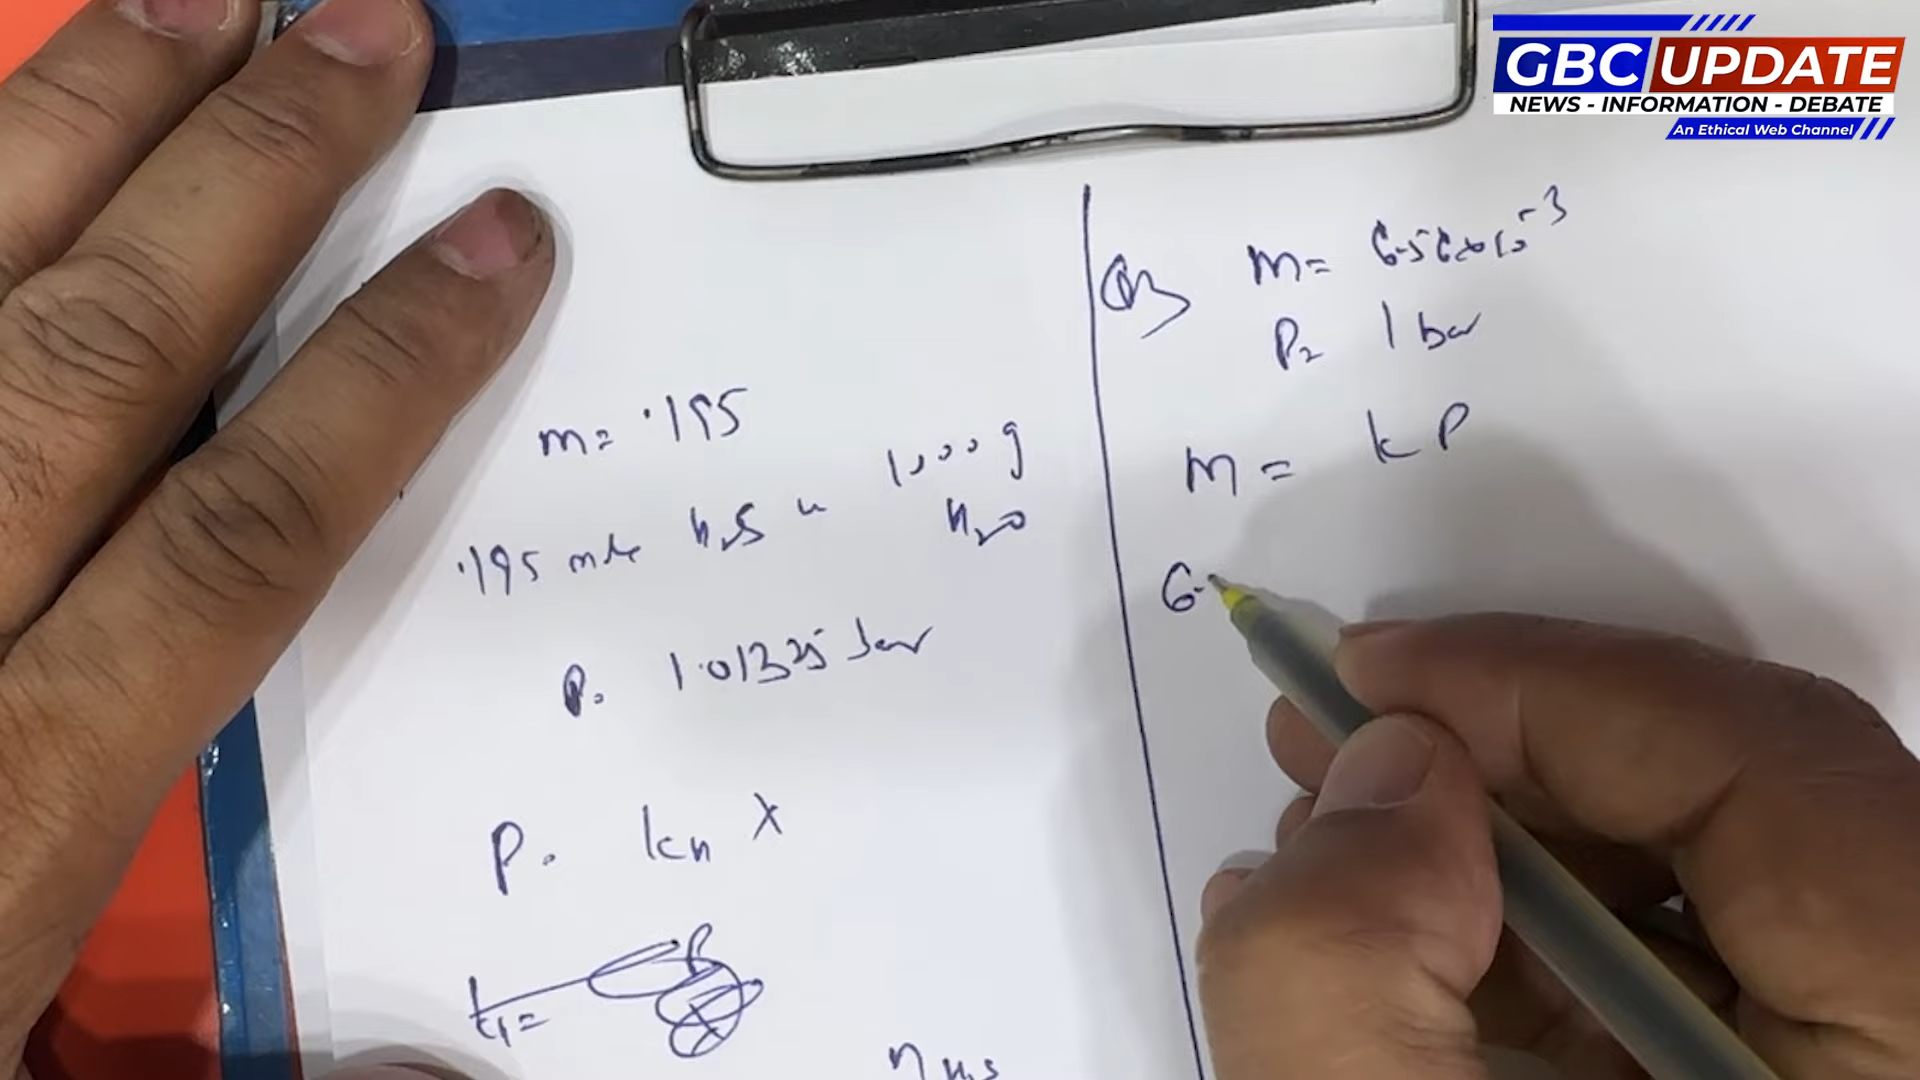 GBC UPDATE
NEWS - INFORMATION - DEBATE
An Ethical Web Channel
m = .195
.195 mole H2S in 1000 g
H2O
P = 1.01325 bar
P = KH X
P
n H2S
Q3 m = 6.56 x 10-3
P = 1 bar
m = k P
6.